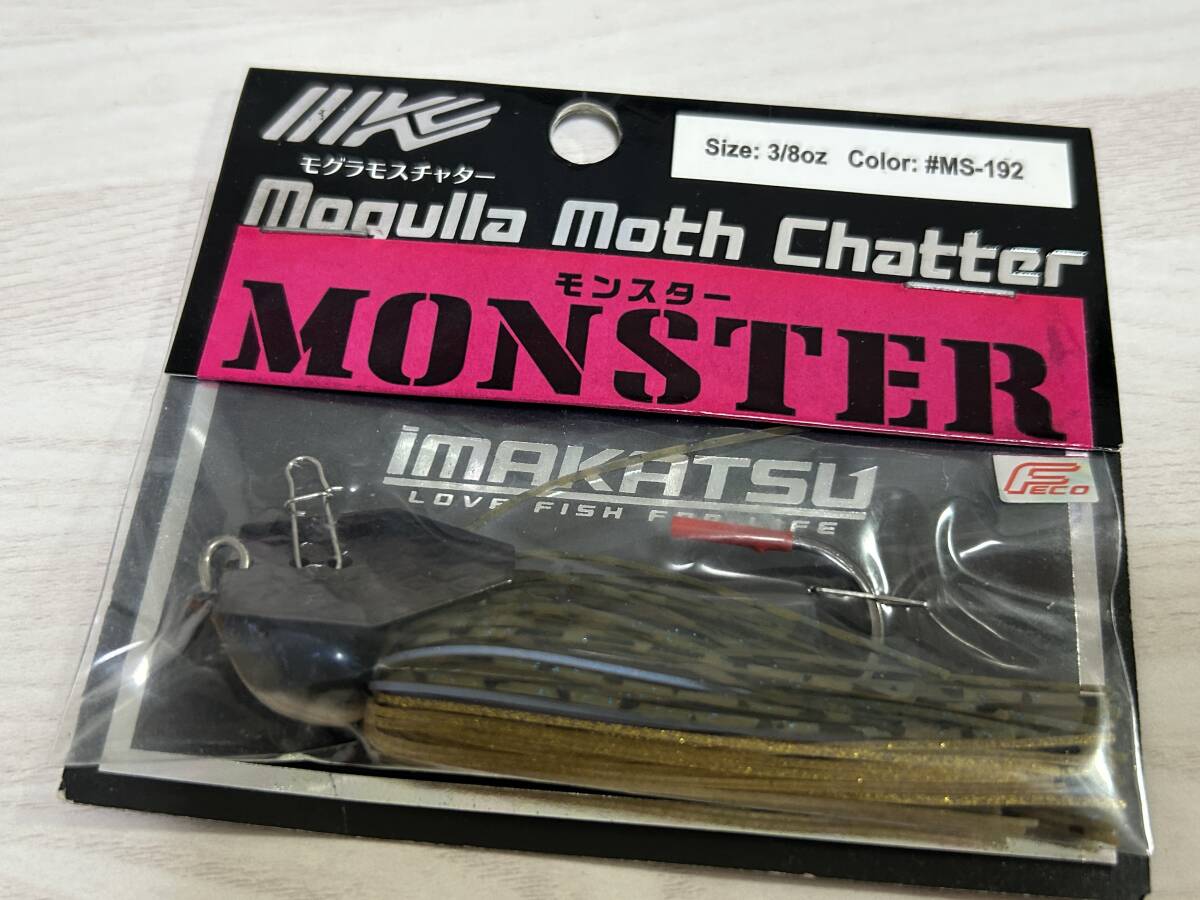 IKC
Size: 3/8oz Color: #MS-192
モグラモスチャター
Mogulla Moth Chatter
モンスター
MONSTER
iMAKATSU
LOVE FISH FOR LIFE
FECO